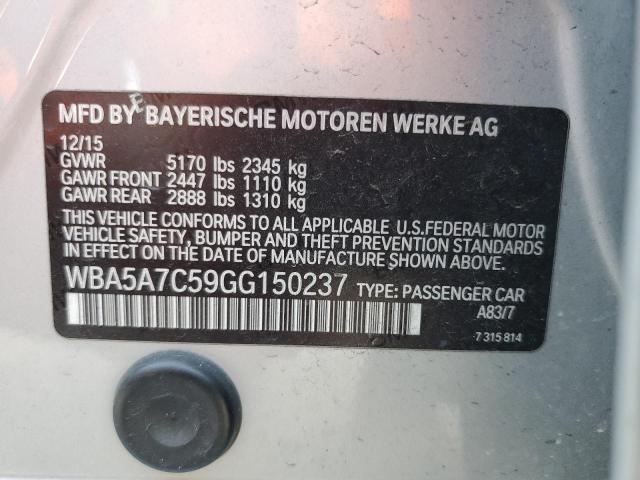 MFD BY BAYERISCHE MOTOREN WERKE AG
12/15
GVWR 5170 lbs 2345 kg
GAWR FRONT 2447 lbs 1110 kg
GAWR REAR 2888 lbs 1310 kg
THIS VEHICLE CONFORMS TO ALL APPLICABLE U.S.FEDERAL MOTOR
VEHICLE SAFETY, BUMPER AND THEFT PREVENTION STANDARDS
IN EFFECT ON THE DATE OF MANUFACTURE SHOWN ABOVE.
WBA5A7C59GG150237 TYPE: PASSENGER CAR
A83/7
7 315 814